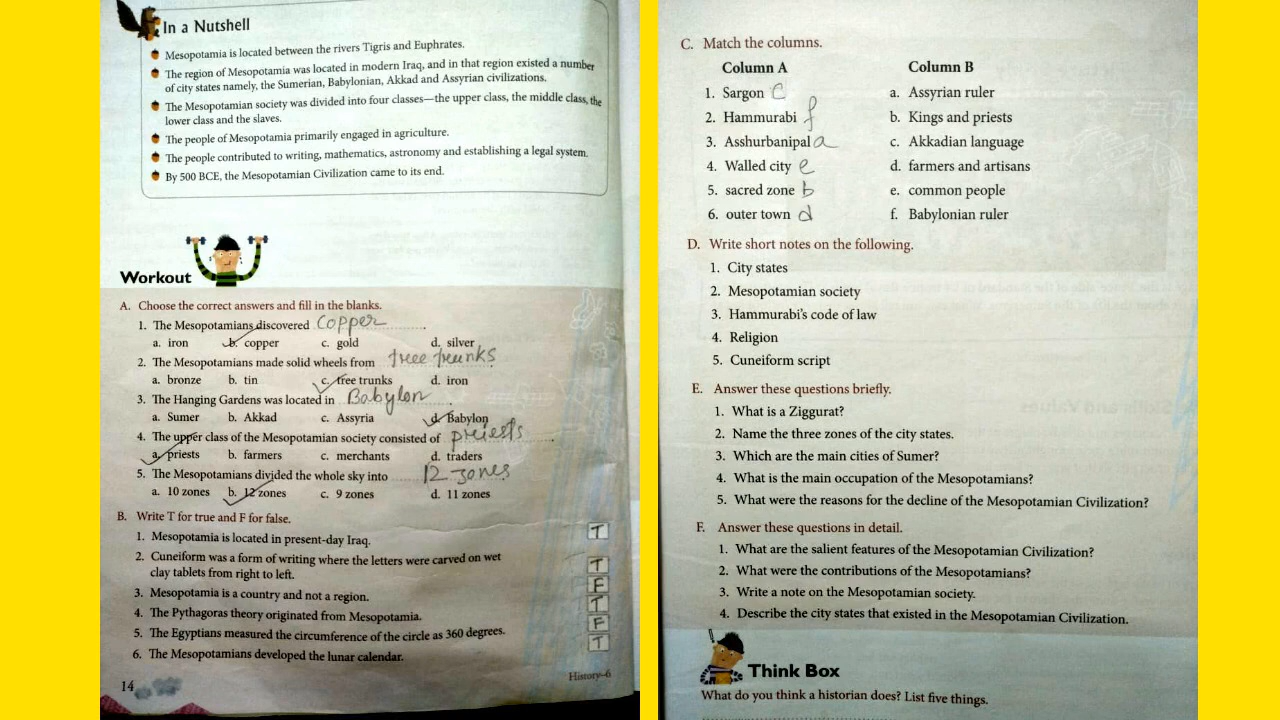 In a Nutshell
Mesopotamia is located between the rivers Tigris and Euphrates.
The region of Mesopotamia was located in modern Iraq, and in that region existed a number
of city states namely, the Sumerian, Babylonian, Akkad and Assyrian civilizations.
The Mesopotamian society was divided into four classes—the upper class, the middle class, the
lower class and the slaves.
The people of Mesopotamia primarily engaged in agriculture.
The people contributed to writing, mathematics, astronomy and establishing a legal system.
By 500 BCE, the Mesopotamian Civilization came to its end.
Workout
A. Choose the correct answers and fill in the blanks.
1. The Mesopotamians discovered Copper
a. iron b. copper c. gold d. silver
2. The Mesopotamians made solid wheels from tree trunks
a. bronze b. tin c. tree trunks d. iron
3. The Hanging Gardens was located in Babylon
a. Sumer b. Akkad c. Assyria d. Babylon
4. The upper class of the Mesopotamian society consisted of preists
a. priests b. farmers c. merchants d. traders
5. The Mesopotamians divided the whole sky into 12 zones
a. 10 zones b. 12 zones c. 9 zones d. 11 zones
B. Write T for true and F for false.
1. Mesopotamia is located in present-day Iraq. T
2. Cuneiform was a form of writing where the letters were carved on wet
clay tablets from right to left. T
3. Mesopotamia is a country and not a region. F
4. The Pythagoras theory originated from Mesopotamia. T
5. The Egyptians measured the circumference of the circle as 360 degrees. F
6. The Mesopotamians developed the lunar calendar. T
14
History–6
C. Match the columns.
Column A Column B
1. Sargon c a. Assyrian ruler
2. Hammurabi f b. Kings and priests
3. Asshurbanipal a c. Akkadian language
4. Walled city e d. farmers and artisans
5. sacred zone b e. common people
6. outer town d f. Babylonian ruler
D. Write short notes on the following.
1. City states
2. Mesopotamian society
3. Hammurabi's code of law
4. Religion
5. Cuneiform script
E. Answer these questions briefly.
1. What is a Ziggurat?
2. Name the three zones of the city states.
3. Which are the main cities of Sumer?
4. What is the main occupation of the Mesopotamians?
5. What were the reasons for the decline of the Mesopotamian Civilization?
F. Answer these questions in detail.
1. What are the salient features of the Mesopotamian Civilization?
2. What were the contributions of the Mesopotamians?
3. Write a note on the Mesopotamian society.
4. Describe the city states that existed in the Mesopotamian Civilization.
Think Box
What do you think a historian does? List five things.